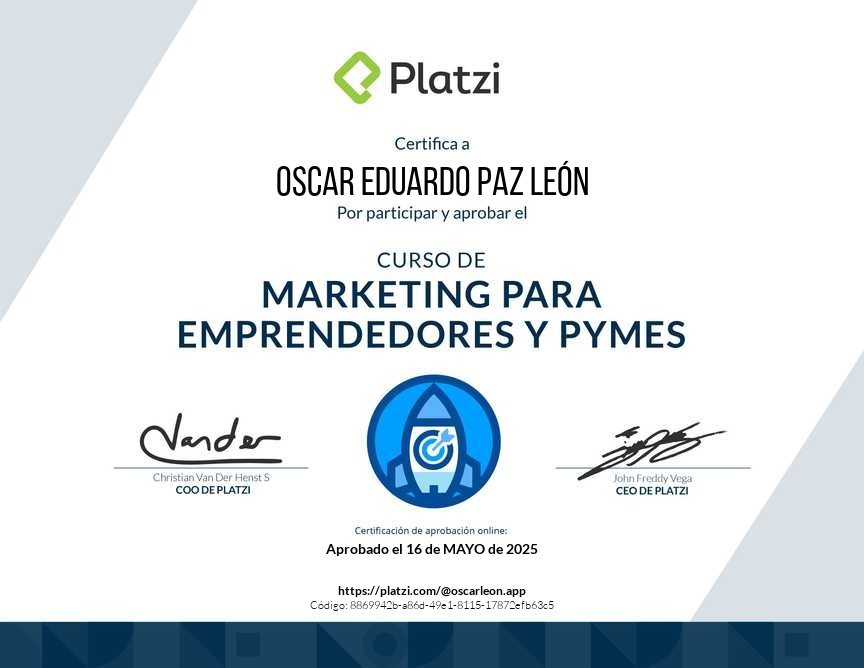 Platzi
Certifica a
OSCAR EDUARDO PAZ LEÓN
Por participar y aprobar el
CURSO DE
MARKETING PARA
EMPRENDEDORES Y PYMES
Vander
Christian Van Der Henst S
COO DE PLATZI
John Freddy Vega
CEO DE PLATZI
Certificación de aprobación online:
Aprobado el 16 de MAYO de 2025
https://platzi.com/@oscarleon.app
Código: 8869942b-a86d-49e1-8115-17872efb63c5